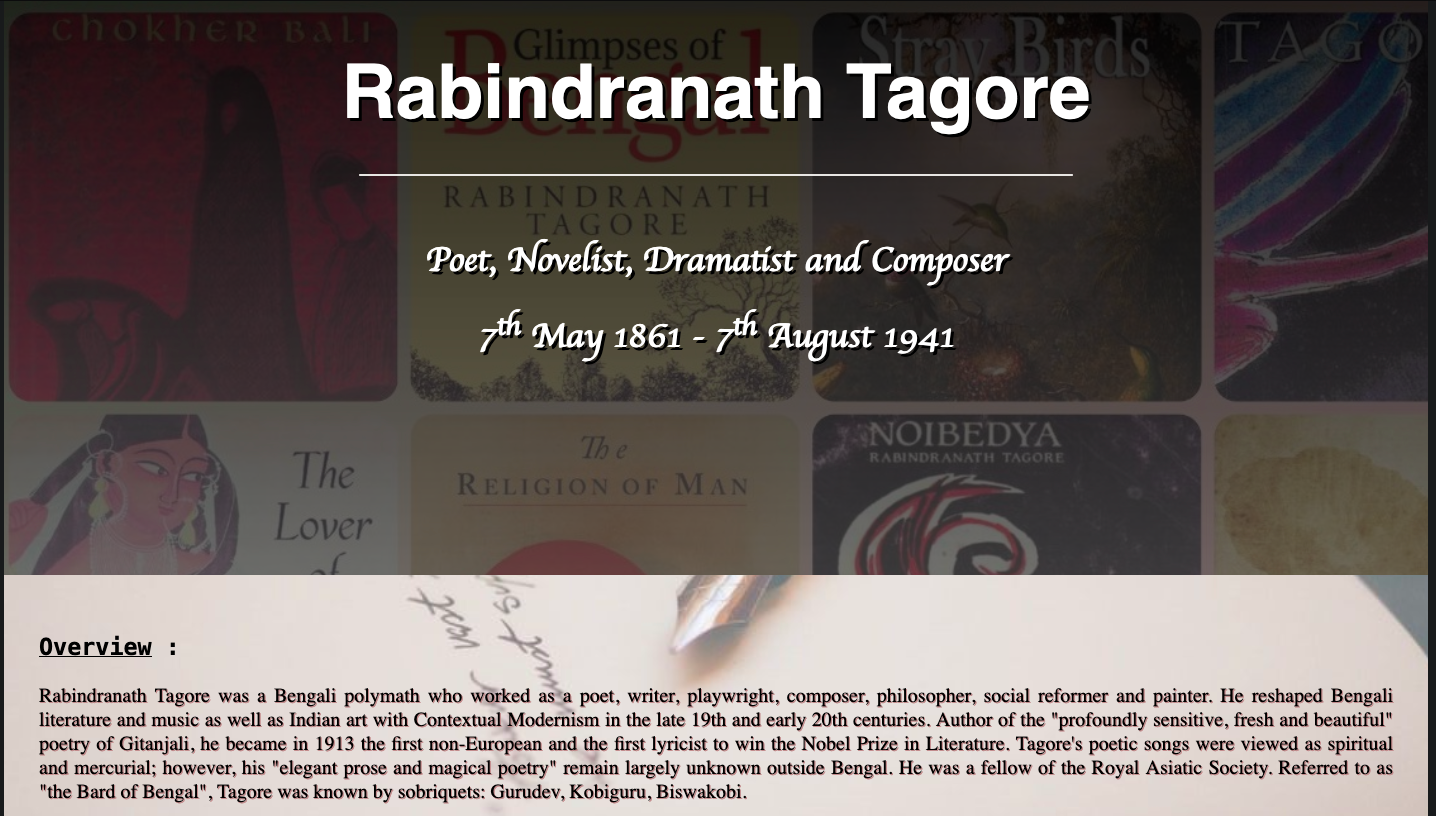 CHOKHER BALI
Glimpses of
Bengal
Stray Birds
TAGO
Rabindranath Tagore
RABINDRANATH
TAGORE
Poet, Novelist, Dramatist and Composer
7th May 1861 - 7th August 1941
The
Lover
of
The
RELIGION OF MAN
NOIBEDYA
RABINDRANATH TAGORE
Overview :
Rabindranath Tagore was a Bengali polymath who worked as a poet, writer, playwright, composer, philosopher, social reformer and painter. He reshaped Bengali
literature and music as well as Indian art with Contextual Modernism in the late 19th and early 20th centuries. Author of the "profoundly sensitive, fresh and beautiful"
poetry of Gitanjali, he became in 1913 the first non-European and the first lyricist to win the Nobel Prize in Literature. Tagore's poetic songs were viewed as spiritual
and mercurial; however, his "elegant prose and magical poetry" remain largely unknown outside Bengal. He was a fellow of the Royal Asiatic Society. Referred to as
"the Bard of Bengal", Tagore was known by sobriquets: Gurudev, Kobiguru, Biswakobi.